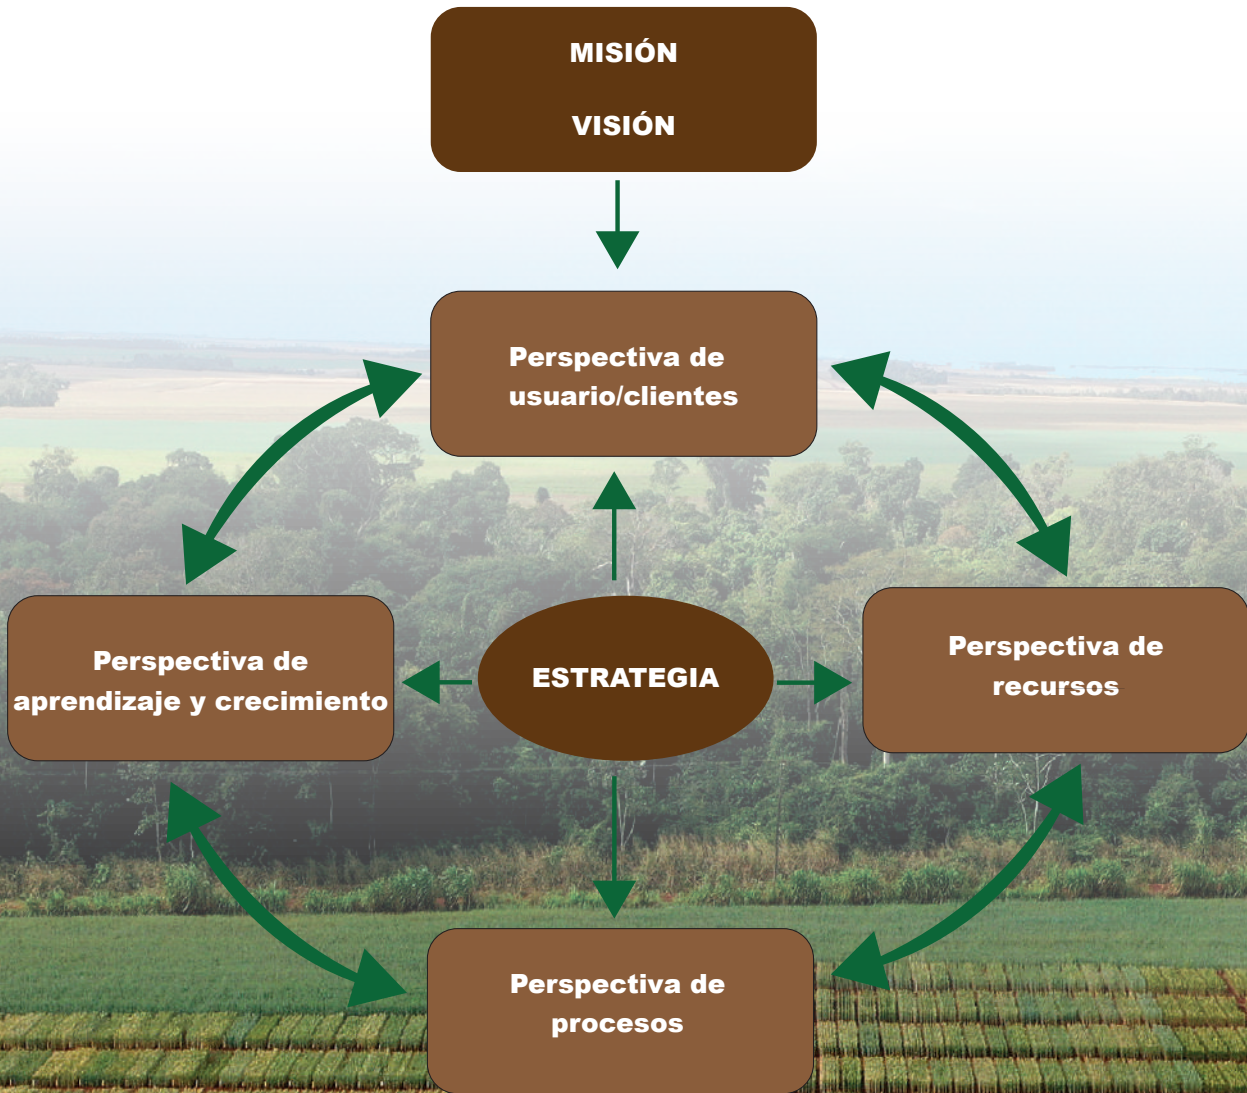 MISIÓN
VISIÓN
Perspectiva de
usuario/clientes
Perspectiva de
aprendizaje y crecimiento
ESTRATEGIA
Perspectiva de
recursos
Perspectiva de
procesos